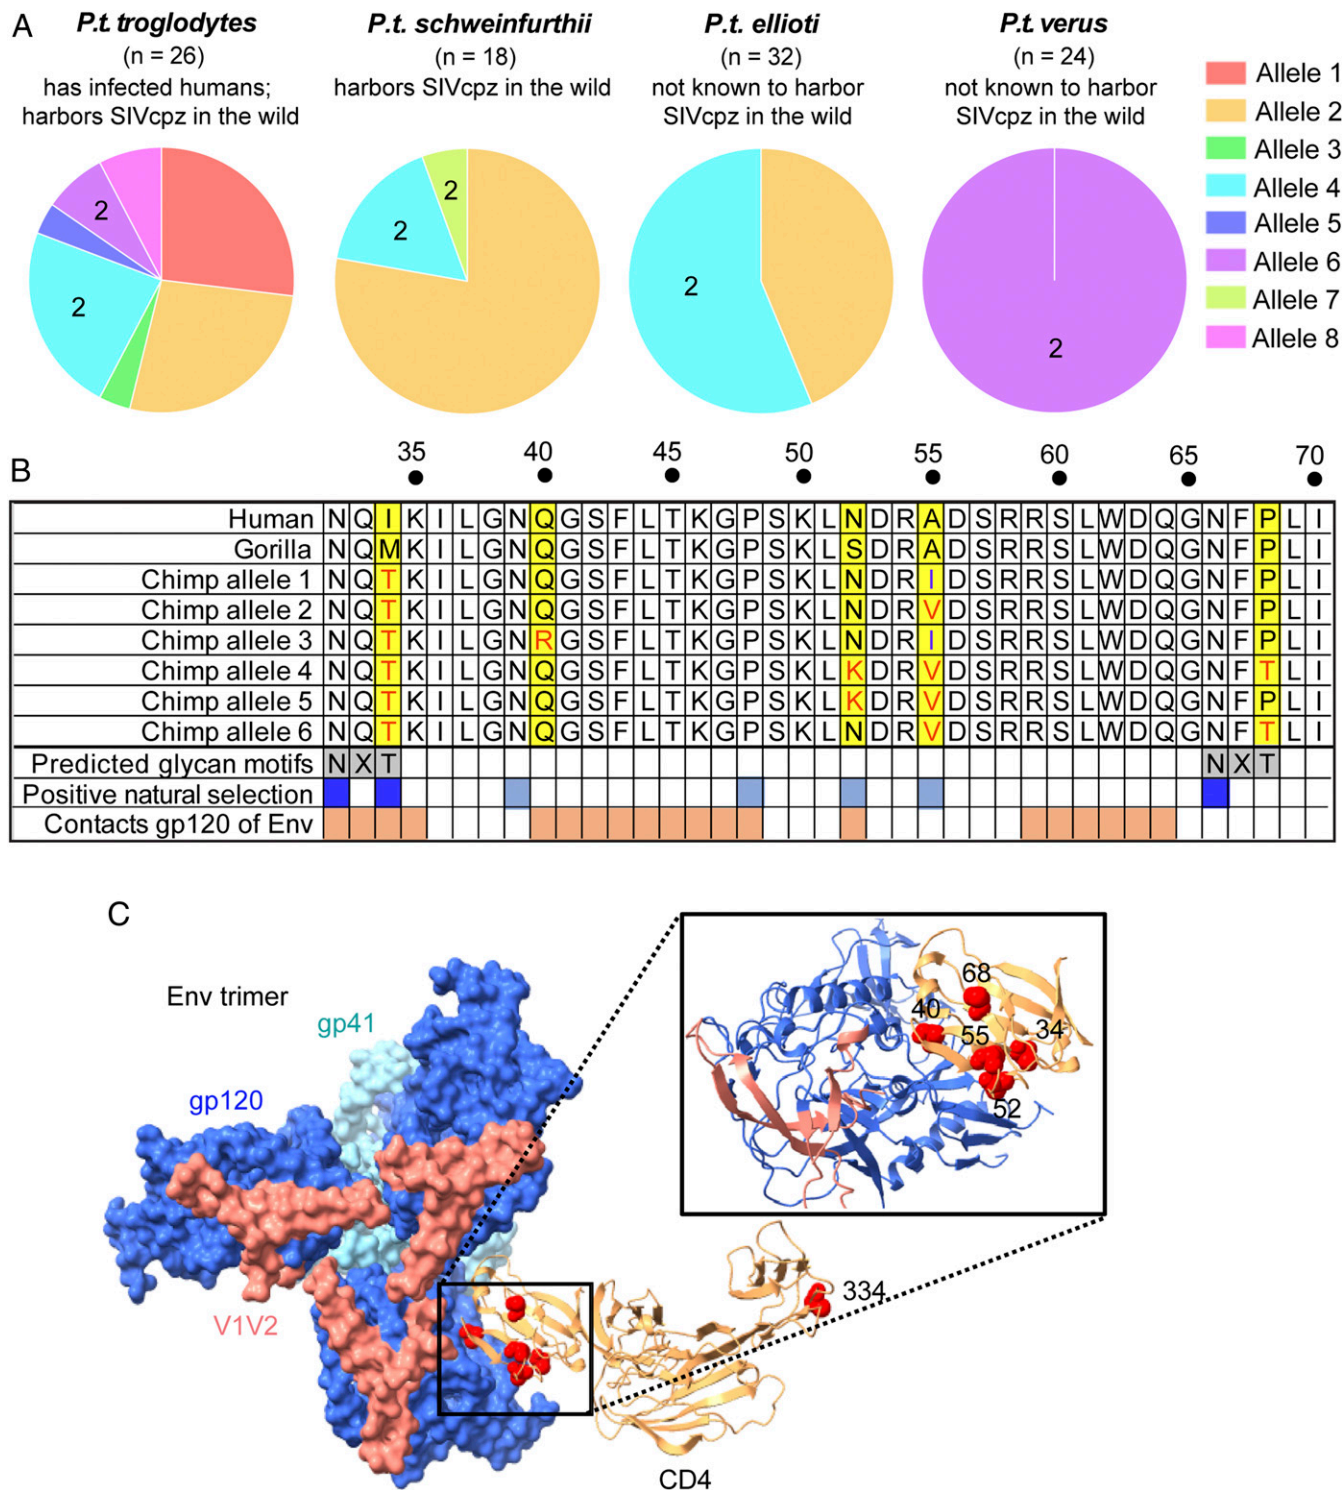 A
P.t. troglodytes
(n = 26)
has infected humans;
harbors SIVcpz in the wild
P.t. schweinfurthii
(n = 18)
harbors SIVcpz in the wild
P.t. ellioti
(n = 32)
not known to harbor
SIVcpz in the wild
P.t. verus
(n = 24)
not known to harbor
SIVcpz in the wild
2
2
2
2
2
2
Allele 1
Allele 2
Allele 3
Allele 4
Allele 5
Allele 6
Allele 7
Allele 8
B
35 40 45 50 55 60 65 70
Human N Q I K I L G N Q G S F L T K G P S K L N D R A D S R R S L W D Q G N F P L I
Gorilla N Q M K I L G N Q G S F L T K G P S K L S D R A D S R R S L W D Q G N F P L I
Chimp allele 1 N Q T K I L G N Q G S F L T K G P S K L N D R I D S R R S L W D Q G N F P L I
Chimp allele 2 N Q T K I L G N Q G S F L T K G P S K L N D R V D S R R S L W D Q G N F P L I
Chimp allele 3 N Q T K I L G N R G S F L T K G P S K L N D R I D S R R S L W D Q G N F P L I
Chimp allele 4 N Q T K I L G N Q G S F L T K G P S K L K D R V D S R R S L W D Q G N F T L I
Chimp allele 5 N Q T K I L G N Q G S F L T K G P S K L K D R V D S R R S L W D Q G N F P L I
Chimp allele 6 N Q T K I L G N Q G S F L T K G P S K L N D R V D S R R S L W D Q G N F T L I
Predicted glycan motifs N X T N X T
Positive natural selection
Contacts gp120 of Env
C
Env trimer
gp41
gp120
V1V2
68
40
55
34
52
334
CD4